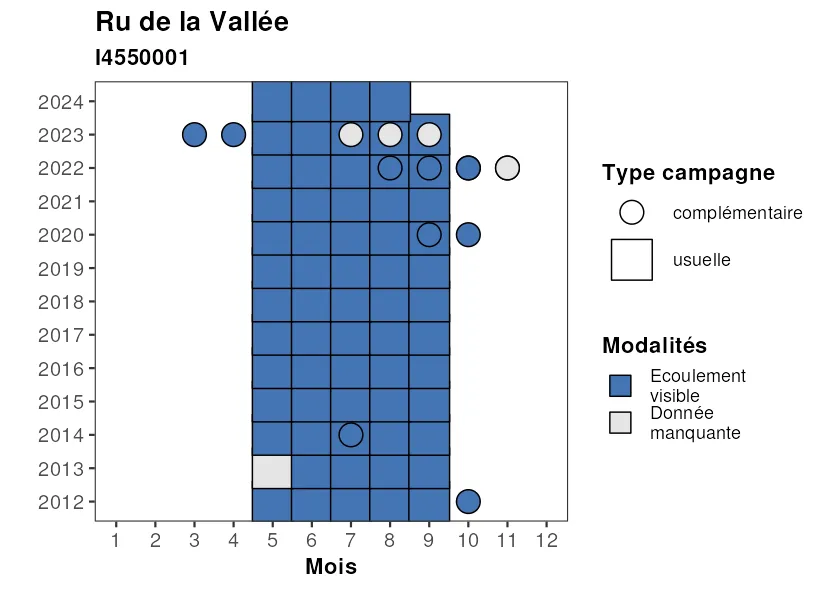 Ru de la Vallée
I4550001
2024
2023
2022
2021
2020
2019
2018
2017
2016
2015
2014
2013
2012
1 2 3 4 5 6 7 8 9 10 11 12
Mois
Type campagne
complémentaire
usuelle
Modalités
Ecoulement
visible
Donnée
manquante